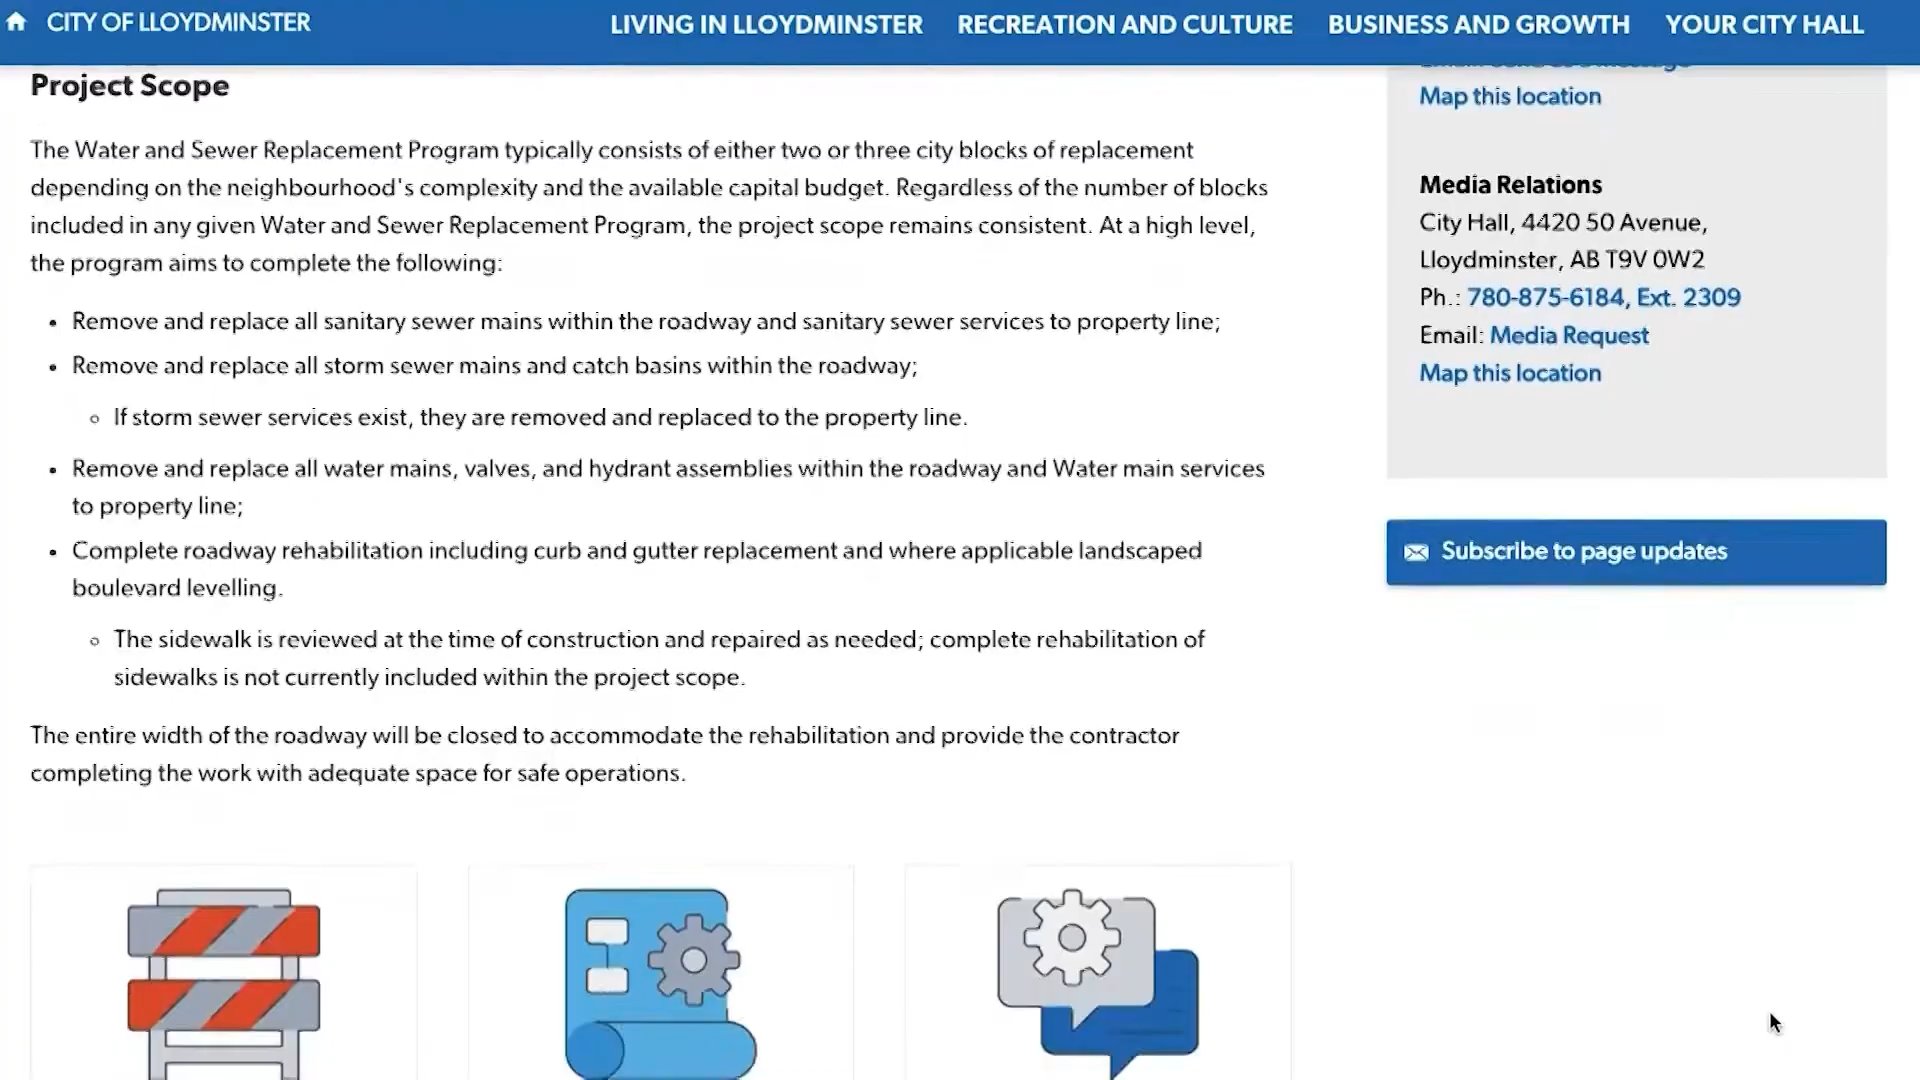 CITY OF LLOYDMINSTER
LIVING IN LLOYDMINSTER
RECREATION AND CULTURE
BUSINESS AND GROWTH
YOUR CITY HALL
Project Scope
The Water and Sewer Replacement Program typically consists of either two or three city blocks of replacement
depending on the neighbourhood's complexity and the available capital budget. Regardless of the number of blocks
included in any given Water and Sewer Replacement Program, the project scope remains consistent. At a high level,
the program aims to complete the following:
• Remove and replace all sanitary sewer mains within the roadway and sanitary sewer services to property line;
• Remove and replace all storm sewer mains and catch basins within the roadway;
◦ If storm sewer services exist, they are removed and replaced to the property line.
• Remove and replace all water mains, valves, and hydrant assemblies within the roadway and Water main services
to property line;
• Complete roadway rehabilitation including curb and gutter replacement and where applicable landscaped
boulevard levelling.
◦ The sidewalk is reviewed at the time of construction and repaired as needed; complete rehabilitation of
sidewalks is not currently included within the project scope.
The entire width of the roadway will be closed to accommodate the rehabilitation and provide the contractor
completing the work with adequate space for safe operations.
Map this location
Media Relations
City Hall, 4420 50 Avenue,
Lloydminster, AB T9V 0W2
Ph.: 780-875-6184, Ext. 2309
Email: Media Request
Map this location
Subscribe to page updates